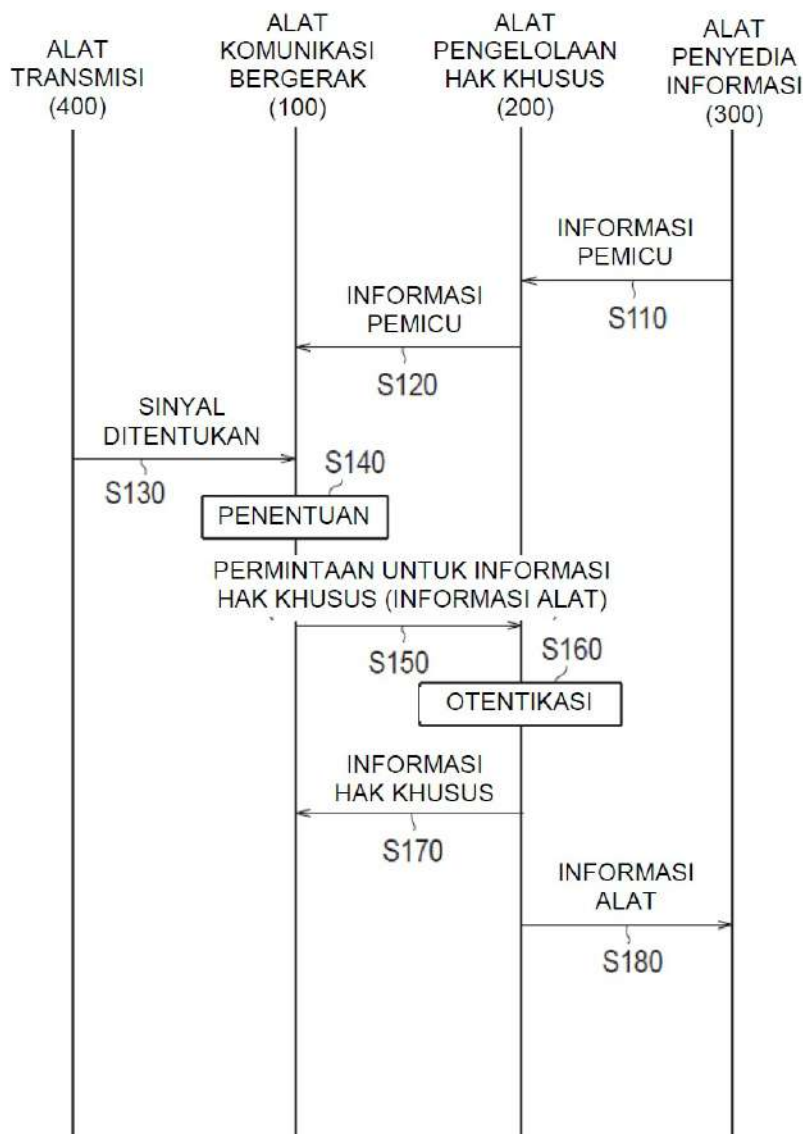 ALAT
TRANSMISI
(400)
ALAT
KOMUNIKASI
BERGERAK
(100)
ALAT
PENGELOLAAN
HAK KHUSUS
(200)
ALAT
PENYEDIA
INFORMASI
(300)
INFORMASI
PEMICU
S110
INFORMASI
PEMICU
S120
SINYAL
DITENTUKAN
S130
S140
PENENTUAN
PERMINTAAN UNTUK INFORMASI
HAK KHUSUS (INFORMASI ALAT)
S150
S160
OTENTIKASI
INFORMASI
HAK KHUSUS
S170
INFORMASI
ALAT
S180